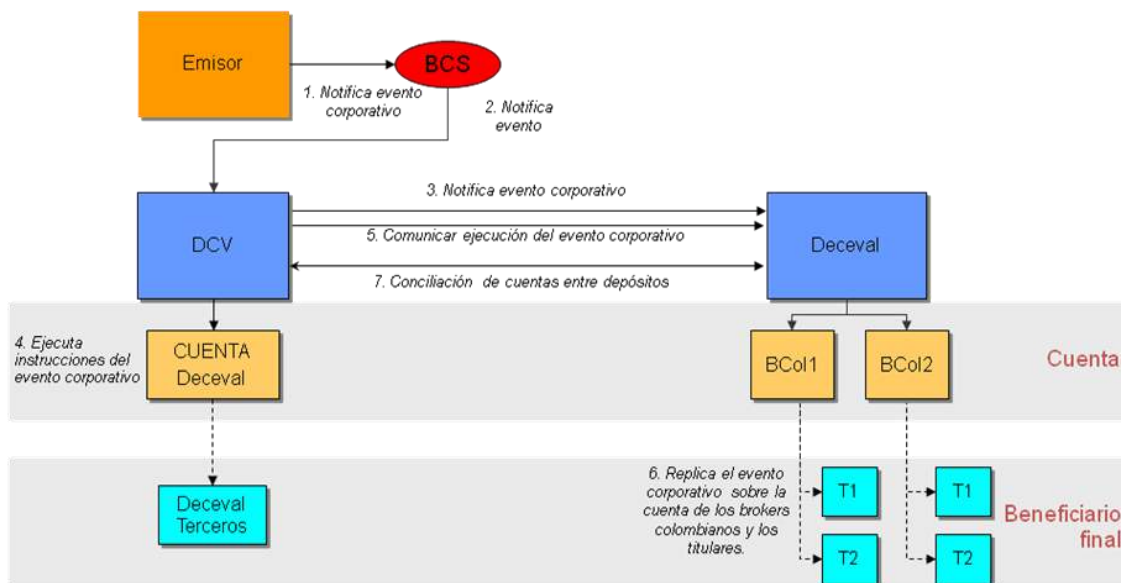 Emisor
BCS
1. Notifica evento
corporativo
2. Notifica
evento
DCV
3. Notifica evento corporativo
5. Comunicar ejecución del evento corporativo
7. Conciliación de cuentas entre depósitos
Deceval
4. Ejecuta
instrucciones del
evento corporativo
CUENTA
Deceval
BCol1
BCol2
Cuenta
Deceval
Terceros
6. Replica el evento
corporativo sobre la
cuenta de los brokers
colombianos y los
titulares.
T1
T1
T2
T2
Beneficiario
final